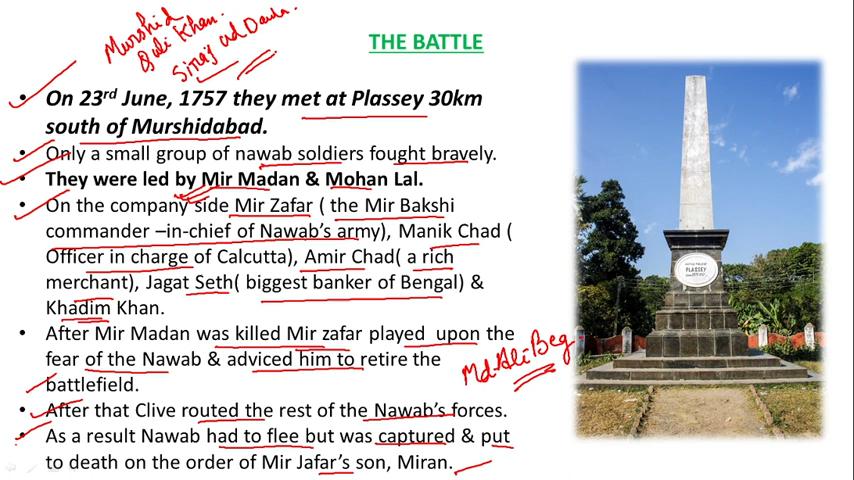 Murshid
Quli Khan.
Siraj ud Daula.
THE BATTLE
• On 23rd June, 1757 they met at Plassey 30km
south of Murshidabad.
• Only a small group of nawab soldiers fought bravely.
• They were led by Mir Madan & Mohan Lal.
• On the company side Mir Zafar ( the Mir Bakshi
commander –in-chief of Nawab's army), Manik Chad (
Officer in charge of Calcutta), Amir Chad( a rich
merchant), Jagat Seth( biggest banker of Bengal) &
Khadim Khan.
• After Mir Madan was killed Mir zafar played upon the
fear of the Nawab & adviced him to retire the
battlefield.
Md. Ali Beg
• After that Clive routed the rest of the Nawab's forces.
• As a result Nawab had to flee but was captured & put
to death on the order of Mir Jafar's son, Miran.
PLASSEY